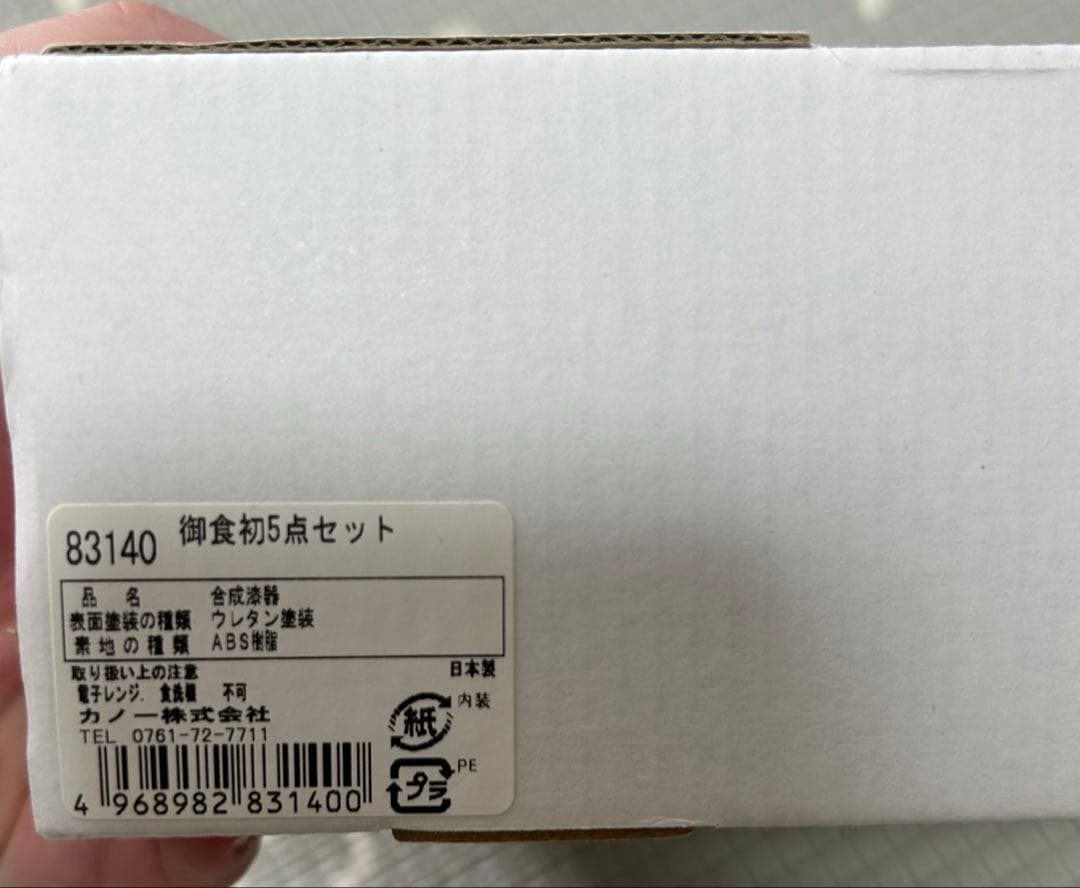 83140 御食初5点セット
品名 合成漆器
表面塗装の種類 ウレタン塗装
素地の種類 ABS樹脂
取り扱い上の注意 日本製
電子レンジ. 食洗機 不可
カノー株式会社
TEL 0761-72-7711
紙 内装
プラ PE
4 968982 831400